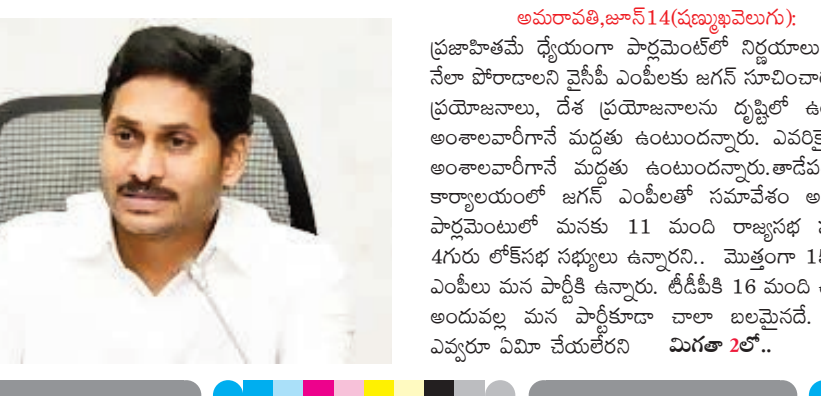 అమరావతి,జూన్14(షణ్ముఖవెలుగు):
ప్రజాహితమే ధ్యేయంగా పార్లమెంట్‌లో నిర్ణయాలు
నేలా పోరాడాలని వైసీపీ ఎంపీలకు జగన్ సూచించా
ప్రయోజనాలు, దేశ ప్రయోజనాలను దృష్టిలో
అంశాలవారీగానే మద్దతు ఉంటుందన్నారు.
అంశాలవారీగానే మద్దతు ఉంటుందన్నారు.తాడేప
కార్యాలయంలో జగన్ ఎంపీలతో సమావేశం
పార్లమెంటులో మనకు 11 మంది రాజ్యసభ
4గురు లోక్‌సభ సభ్యులు ఉన్నారని.. మొత్తంగా
ఎంపీలు మన పార్టీకి ఉన్నారు. టీడీపీకి 16 మంది
అందువల్ల మన పార్టీకూడా చాలా బలమైనదే.
ఎవ్వరూ ఏమీ చేయలేరని మిగతా 2లో..